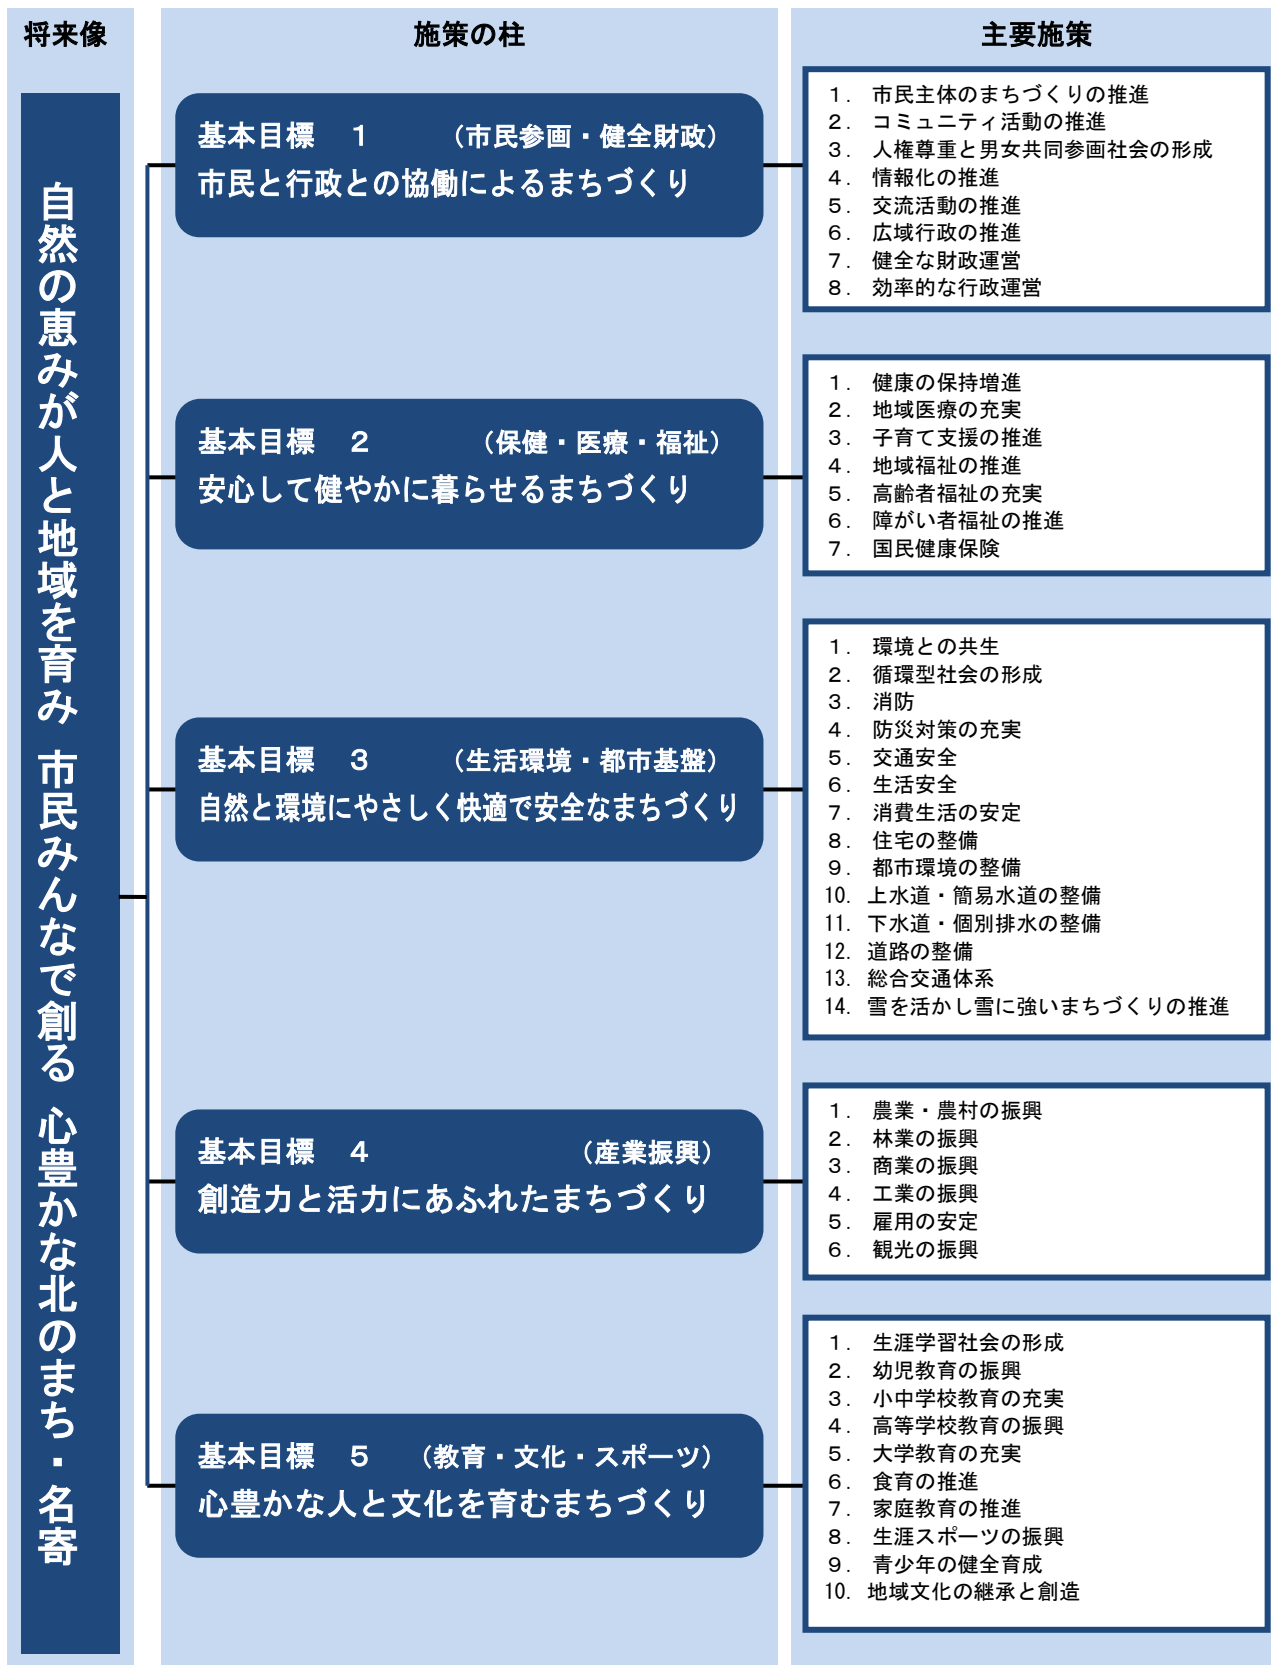 将来像
施策の柱
主要施策
自然の恵みが人と地域を育み 市民みんなで創る 心豊かな北のまち・名寄
基本目標　１　（市民参画・健全財政）
市民と行政との協働によるまちづくり
１．　市民主体のまちづくりの推進
２．　コミュニティ活動の推進
３．　人権尊重と男女共同参画社会の形成
４．　情報化の推進
５．　交流活動の推進
６．　広域行政の推進
７．　健全な財政運営
８．　効率的な行政運営
基本目標　２　（保健・医療・福祉）
安心して健やかに暮らせるまちづくり
１．　健康の保持増進
２．　地域医療の充実
３．　子育て支援の推進
４．　地域福祉の推進
５．　高齢者福祉の充実
６．　障がい者福祉の推進
７．　国民健康保険
基本目標　３　（生活環境・都市基盤）
自然と環境にやさしく快適で安全なまちづくり
１．　環境との共生
２．　循環型社会の形成
３．　消防
４．　防災対策の充実
５．　交通安全
６．　生活安全
７．　消費生活の安定
８．　住宅の整備
９．　都市環境の整備
10.　上水道・簡易水道の整備
11.　下水道・個別排水の整備
12.　道路の整備
13.　総合交通体系
14.　雪を活かし雪に強いまちづくりの推進
基本目標　４　（産業振興）
創造力と活力にあふれたまちづくり
１．　農業・農村の振興
２．　林業の振興
３．　商業の振興
４．　工業の振興
５．　雇用の安定
６．　観光の振興
基本目標　５　（教育・文化・スポーツ）
心豊かな人と文化を育むまちづくり
１．　生涯学習社会の形成
２．　幼児教育の振興
３．　小中学校教育の充実
４．　高等学校教育の振興
５．　大学教育の充実
６．　食育の推進
７．　家庭教育の推進
８．　生涯スポーツの振興
９．　青少年の健全育成
10.　地域文化の継承と創造